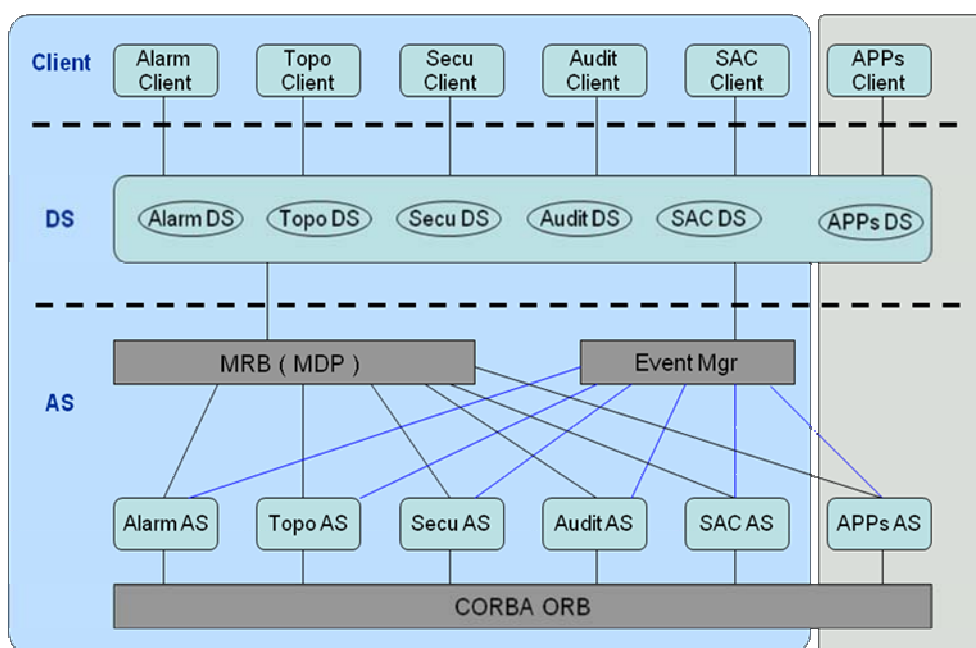 Client
Alarm
Client
Topo
Client
Secu
Client
Audit
Client
SAC
Client
APPs
Client
DS
Alarm DS
Topo DS
Secu DS
Audit DS
SAC DS
APPs DS
MRB ( MDP )
Event Mgr
AS
Alarm AS
Topo AS
Secu AS
Audit AS
SAC AS
APPs AS
CORBA ORB